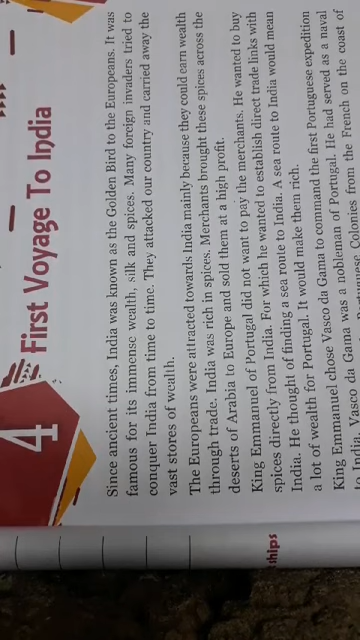 4
First Voyage To India
Since ancient times, India was known as the Golden Bird to the Europeans. It was
famous for its immense wealth, silk and spices. Many foreign invaders tried to
conquer India from time to time. They attacked our country and carried away the
vast stores of wealth.
The Europeans were attracted towards India mainly because they could earn wealth
through trade. India was rich in spices. Merchants brought these spices across the
deserts of Arabia to Europe and sold them at a high profit.
King Emmanuel of Portugal did not want to pay the merchants. He wanted to buy
spices directly from India. For which he wanted to establish direct trade links with
India. He thought of finding a sea route to India. A sea route to India would mean
a lot of wealth for Portugal. It would make them rich.
King Emmanuel chose Vasco da Gama to command the first Portuguese expedition
to India. Vasco da Gama was a nobleman of Portugal. He had served as a naval
Colonies from the French on the coast of
ships